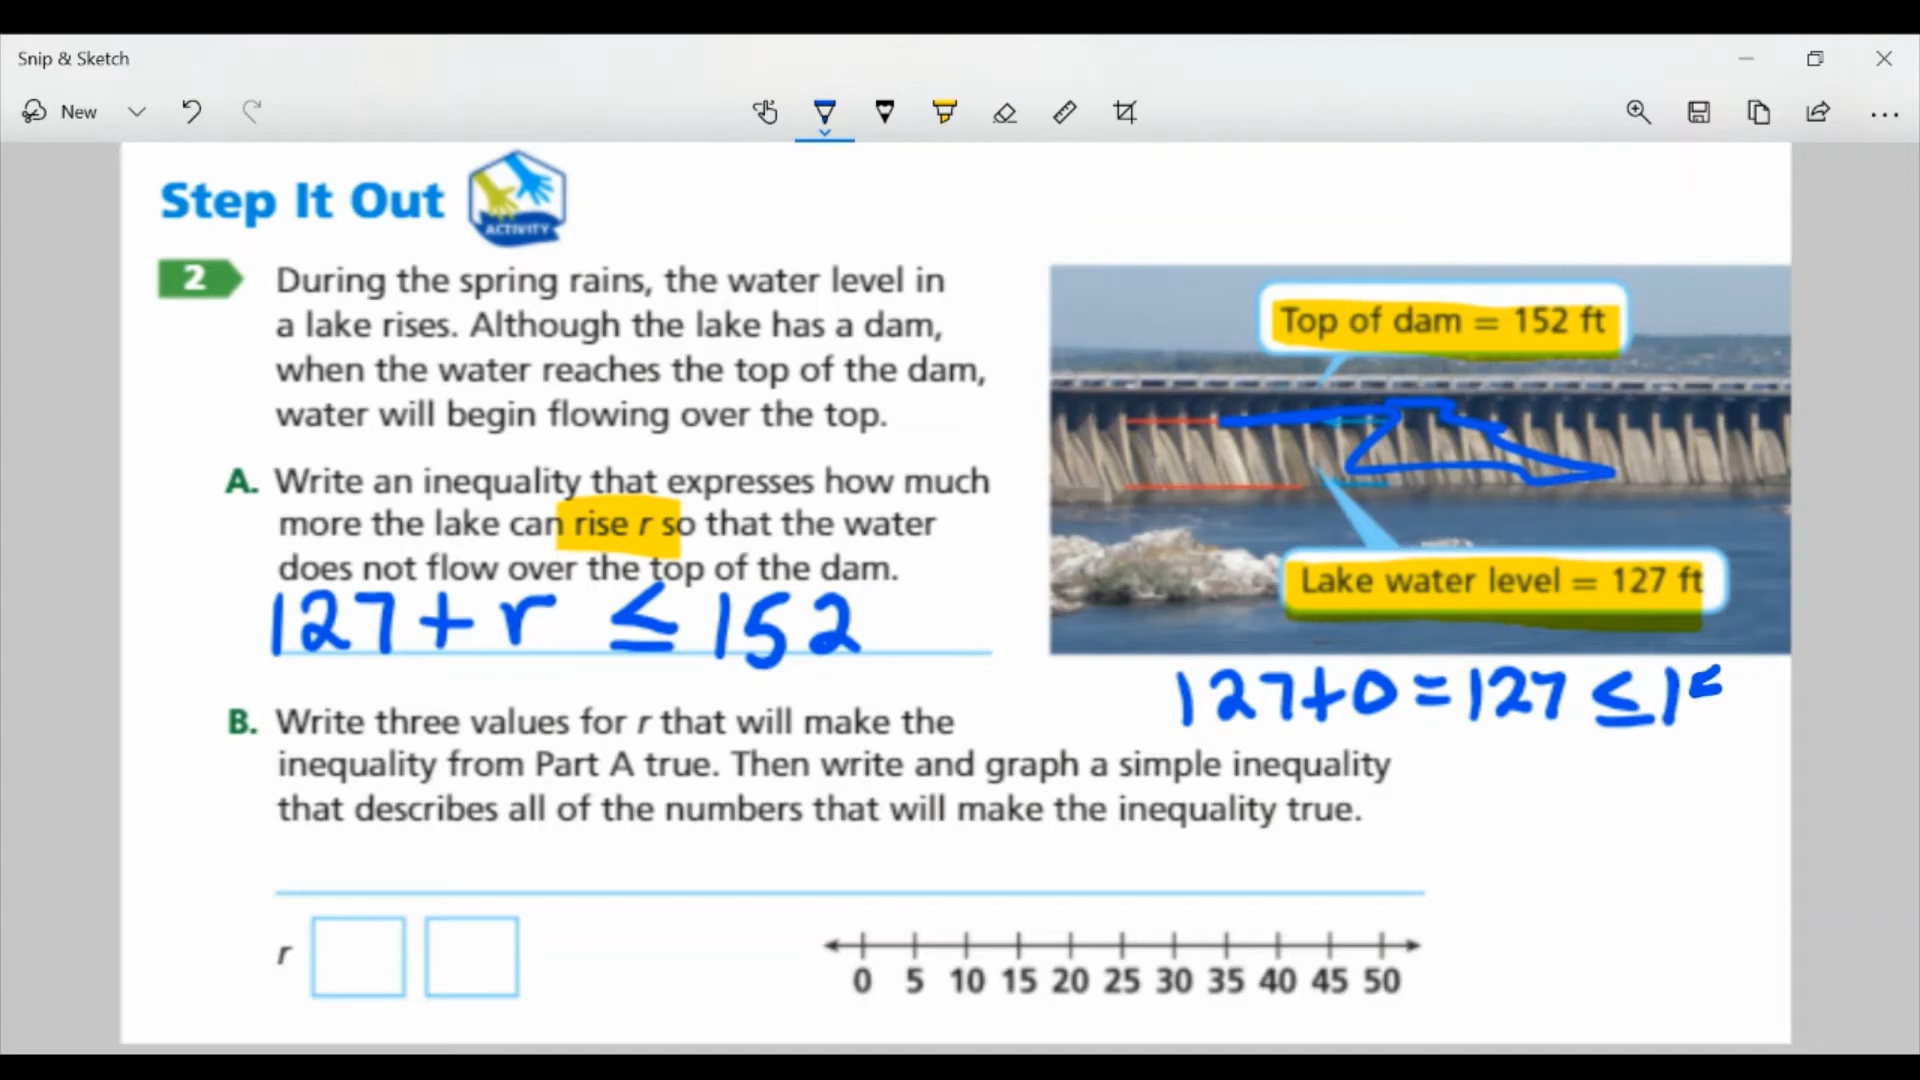 Snip & Sketch
New
Step It Out
ACTIVITY
2 During the spring rains, the water level in
a lake rises. Although the lake has a dam,
when the water reaches the top of the dam,
water will begin flowing over the top.
Top of dam = 152 ft
Lake water level = 127 ft
A. Write an inequality that expresses how much
more the lake can rise r so that the water
does not flow over the top of the dam.
127 + r ≤ 152
127+0=127 ≤ 1
B. Write three values for r that will make the
inequality from Part A true. Then write and graph a simple inequality
that describes all of the numbers that will make the inequality true.
r
0 5 10 15 20 25 30 35 40 45 50